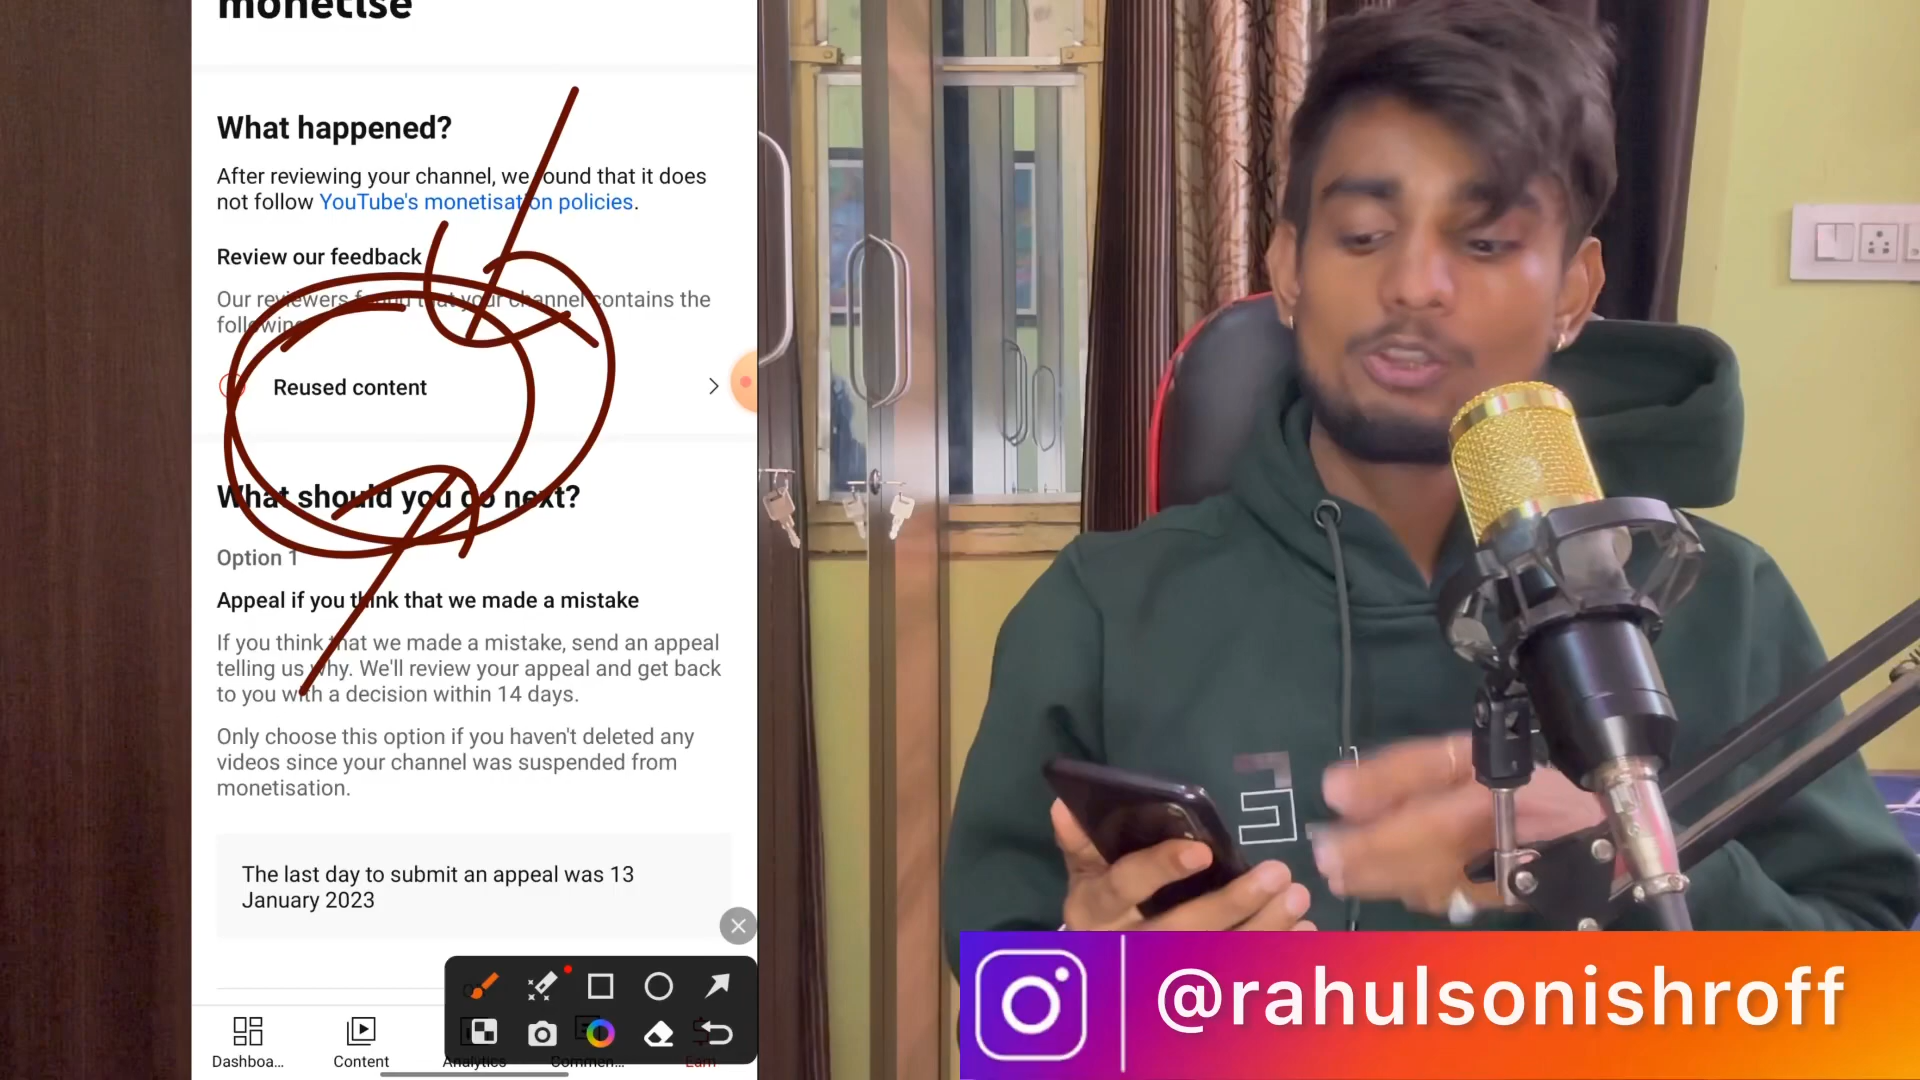 monetise
What happened?
After reviewing your channel, we found that it does
not follow YouTube's monetisation policies.
Review our feedback
Our reviewers found that your channel contains the
following
Reused content
What should you do next?
Option 1
Appeal if you think that we made a mistake
If you think that we made a mistake, send an appeal
telling us why. We'll review your appeal and get back
to you with a decision within 14 days.
Only choose this option if you haven't deleted any
videos since your channel was suspended from
monetisation.
The last day to submit an appeal was 13
January 2023
Dashboa...
Content
Analytics
Commen...
Earn
@rahulsonishroff